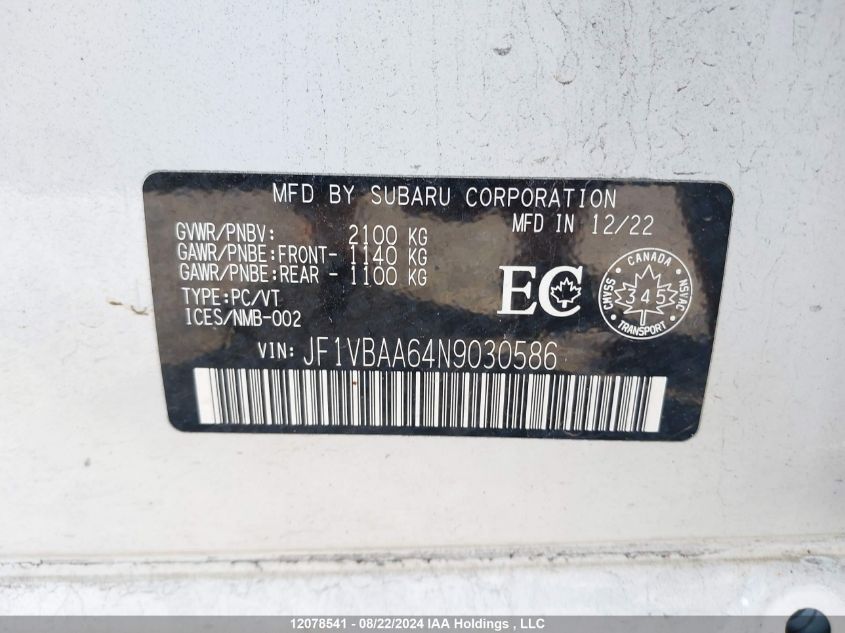 MFD BY SUBARU CORPORATION
GVWR/PNBV: 2100 KG
MFD IN 12/22
GAWR/PNBE:FRONT- 1140 KG
GAWR/PNBE:REAR - 1100 KG
TYPE:PC/VT
ICES/NMB-002
EC
CANADA
CMVSS 345 NSVAC
TRANSPORT
VIN: JF1VBAA64N9030586
12078541 - 08/22/2024 IAA Holdings , LLC